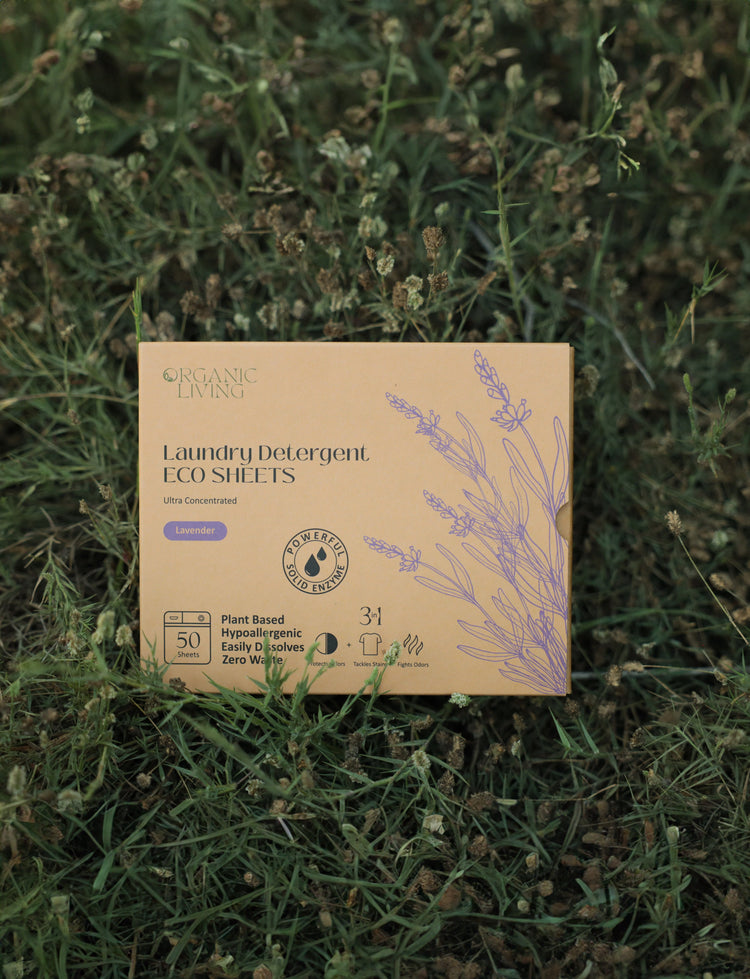 ORGANIC
LIVING
Laundry Detergent
ECO SHEETS
Ultra Concentrated
Lavender
POWERFUL
SOLID ENZYME
50
Sheets
Plant Based
Hypoallergenic
Easily Dissolves
Zero Waste
3in1
+
Tackles Stains
Fights Odors